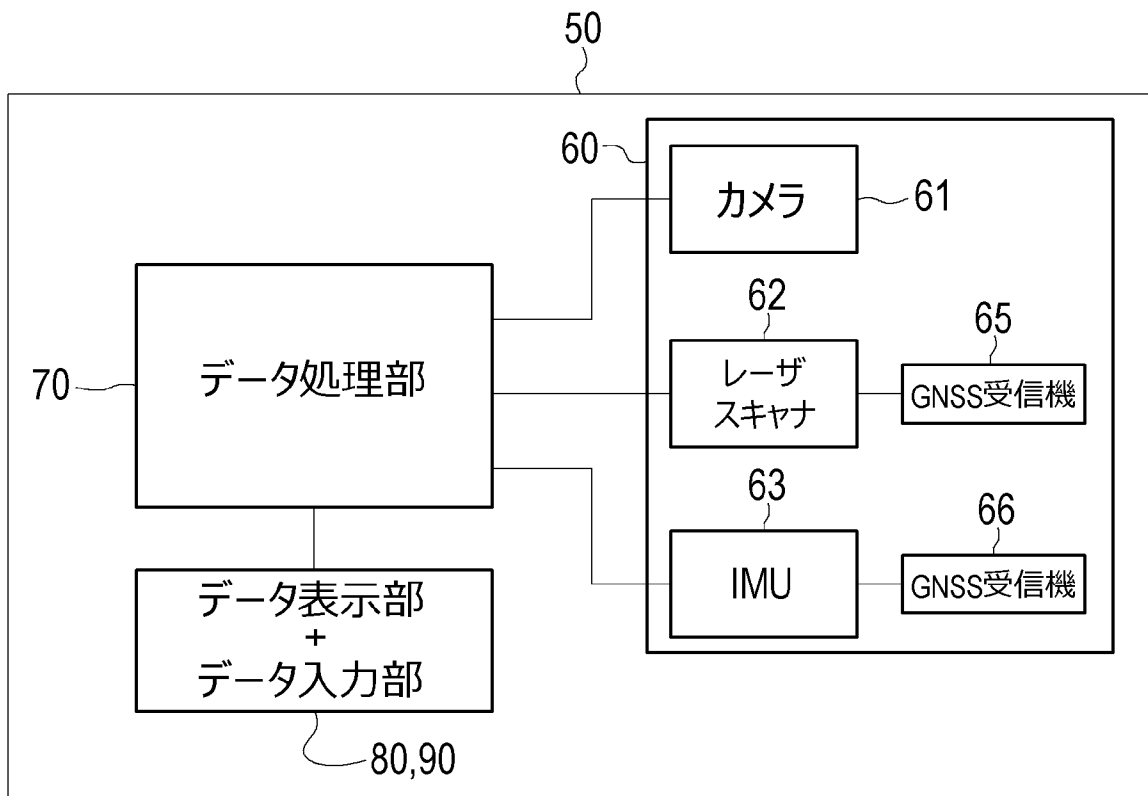 50
60
カメラ
61
62
65
データ処理部
70
レーザ
スキャナ
GNSS受信機
63
66
IMU
GNSS受信機
データ表示部
+
データ入力部
80,90